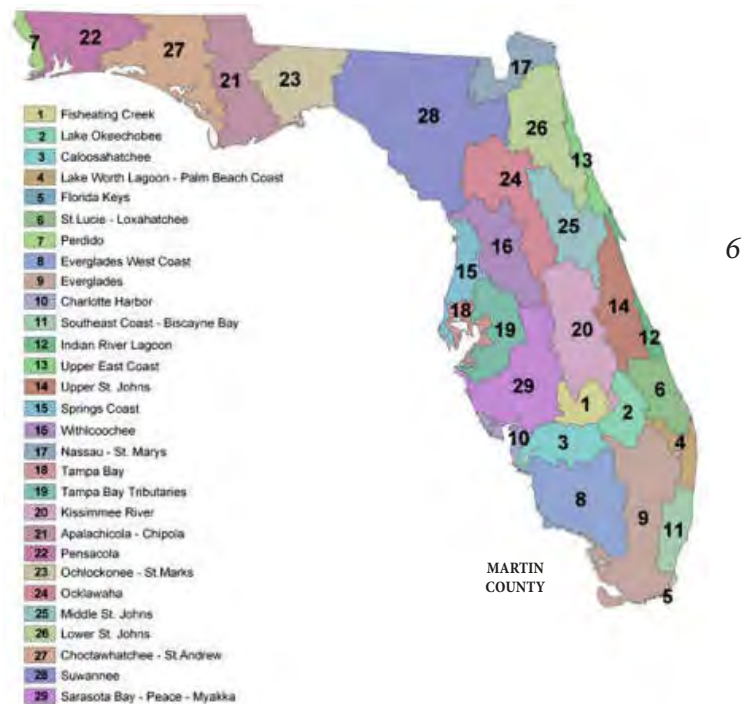 7
22
27
21
23
28
17
26
13
24
25
16
15
18
19
20
14
12
29
1
2
6
10
3
4
8
9
11
5
1 Fisheating Creek
2 Lake Okeechobee
3 Caloosahatchee
4 Lake Worth Lagoon - Palm Beach Coast
5 Florida Keys
6 St.Lucie - Loxahatchee
7 Perdido
8 Everglades West Coast
9 Everglades
10 Charlotte Harbor
11 Southeast Coast - Biscayne Bay
12 Indian River Lagoon
13 Upper East Coast
14 Upper St. Johns
15 Springs Coast
16 Withlcoochee
17 Nassau - St. Marys
18 Tampa Bay
19 Tampa Bay Tributaries
20 Kissimmee River
21 Apalachicola - Chipola
22 Pensacola
23 Ochlockonee - St.Marks
24 Ocklawaha
25 Middle St. Johns
26 Lower St. Johns
27 Choctawhatchee - St.Andrew
28 Suwannee
29 Sarasota Bay - Peace - Myakka
MARTIN
COUNTY
6